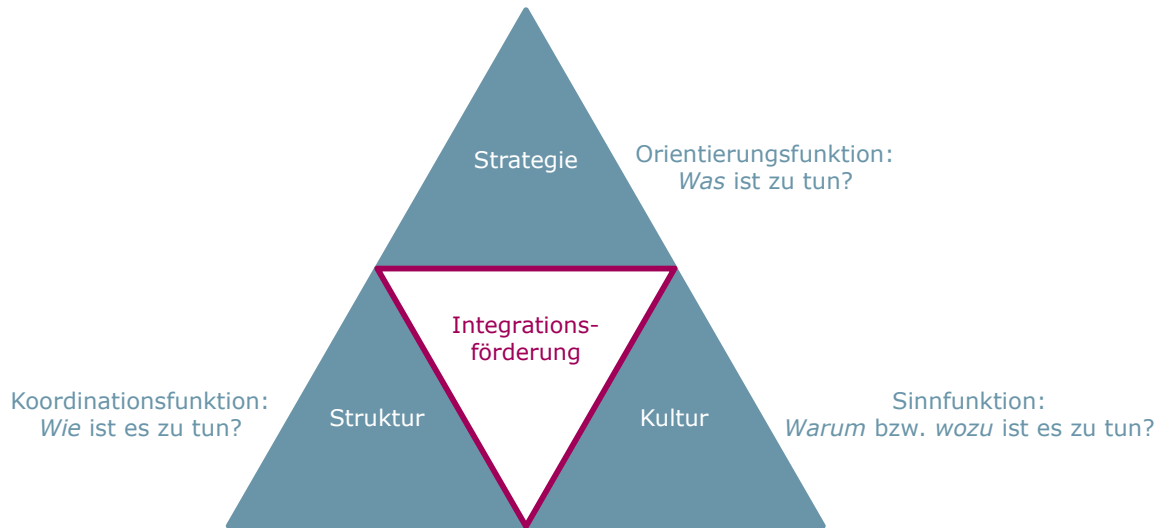 Strategie
Orientierungsfunktion:
Was ist zu tun?
Integrations-
förderung
Koordinationsfunktion:
Wie ist es zu tun?
Struktur
Kultur
Sinnfunktion:
Warum bzw. wozu ist es zu tun?